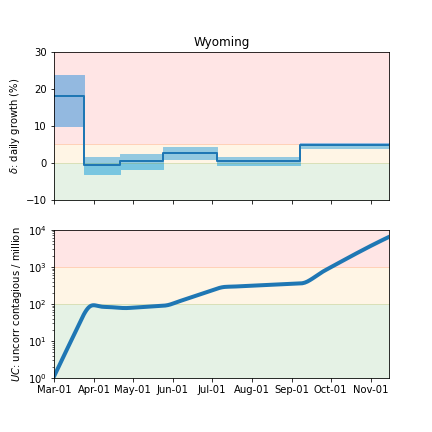 Wyoming
δ: daily growth (%)
30
20
10
0
−10
UC: uncorr contagious / million
10⁴
10³
10²
10¹
10⁰
Mar-01 Apr-01 May-01 Jun-01 Jul-01 Aug-01 Sep-01 Oct-01 Nov-01